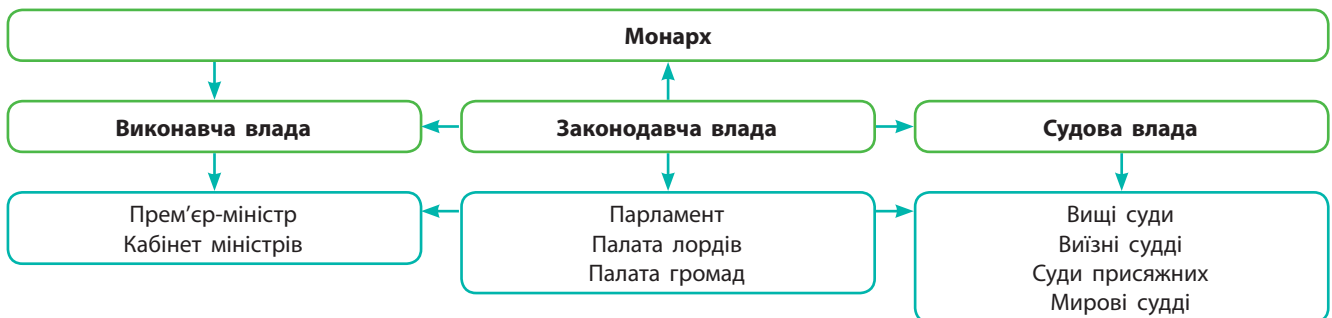 Монарх
Виконавча влада
Законодавча влада
Судова влада
Прем’єр-міністр
Кабінет міністрів
Парламент
Палата лордів
Палата громад
Вищі суди
Виїзні судді
Суди присяжних
Мирові судді